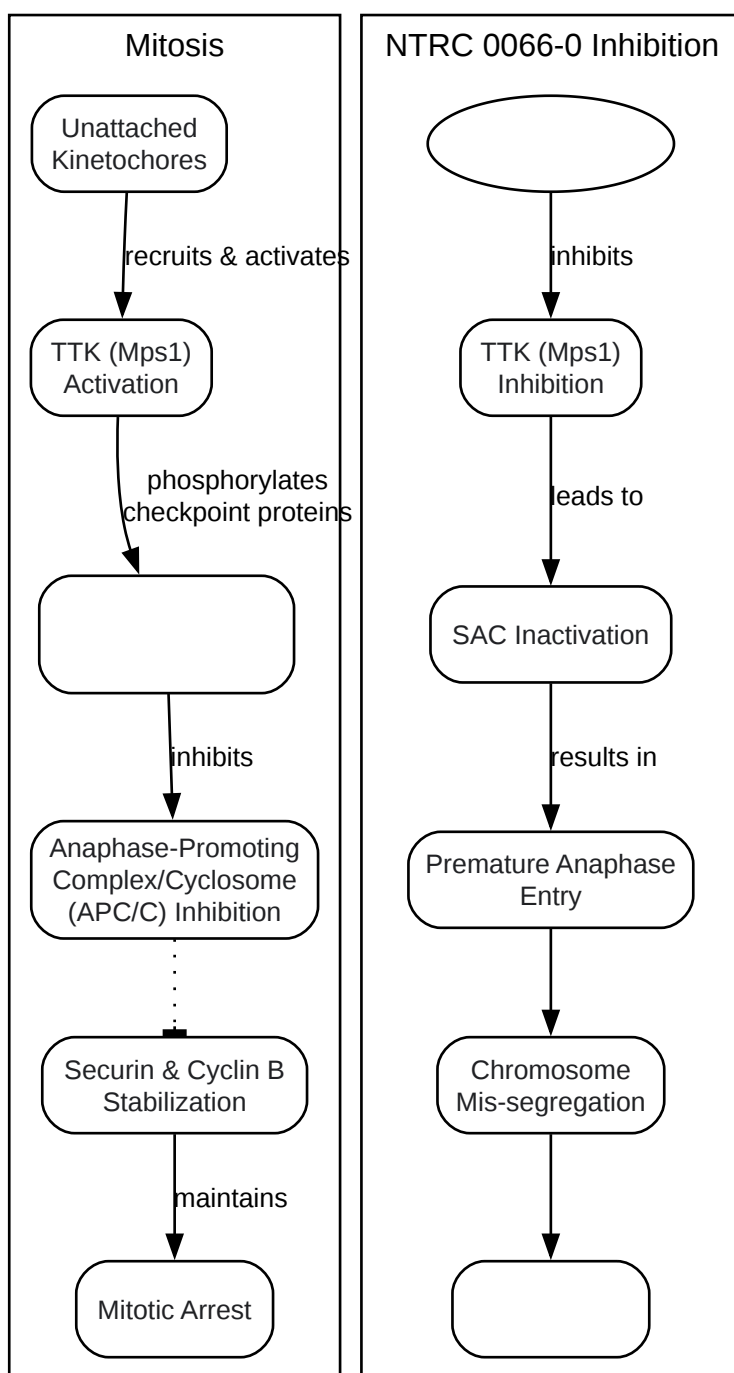 Mitosis
Unattached
Kinetochores
recruits & activates
TTK (Mps1)
Activation
phosphorylates
checkpoint proteins
inhibits
Anaphase-Promoting
Complex/Cyclosome
(APC/C) Inhibition
Securin & Cyclin B
Stabilization
maintains
Mitotic Arrest
NTRC 0066-0 Inhibition
inhibits
TTK (Mps1)
Inhibition
leads to
SAC Inactivation
results in
Premature Anaphase
Entry
Chromosome
Mis-segregation